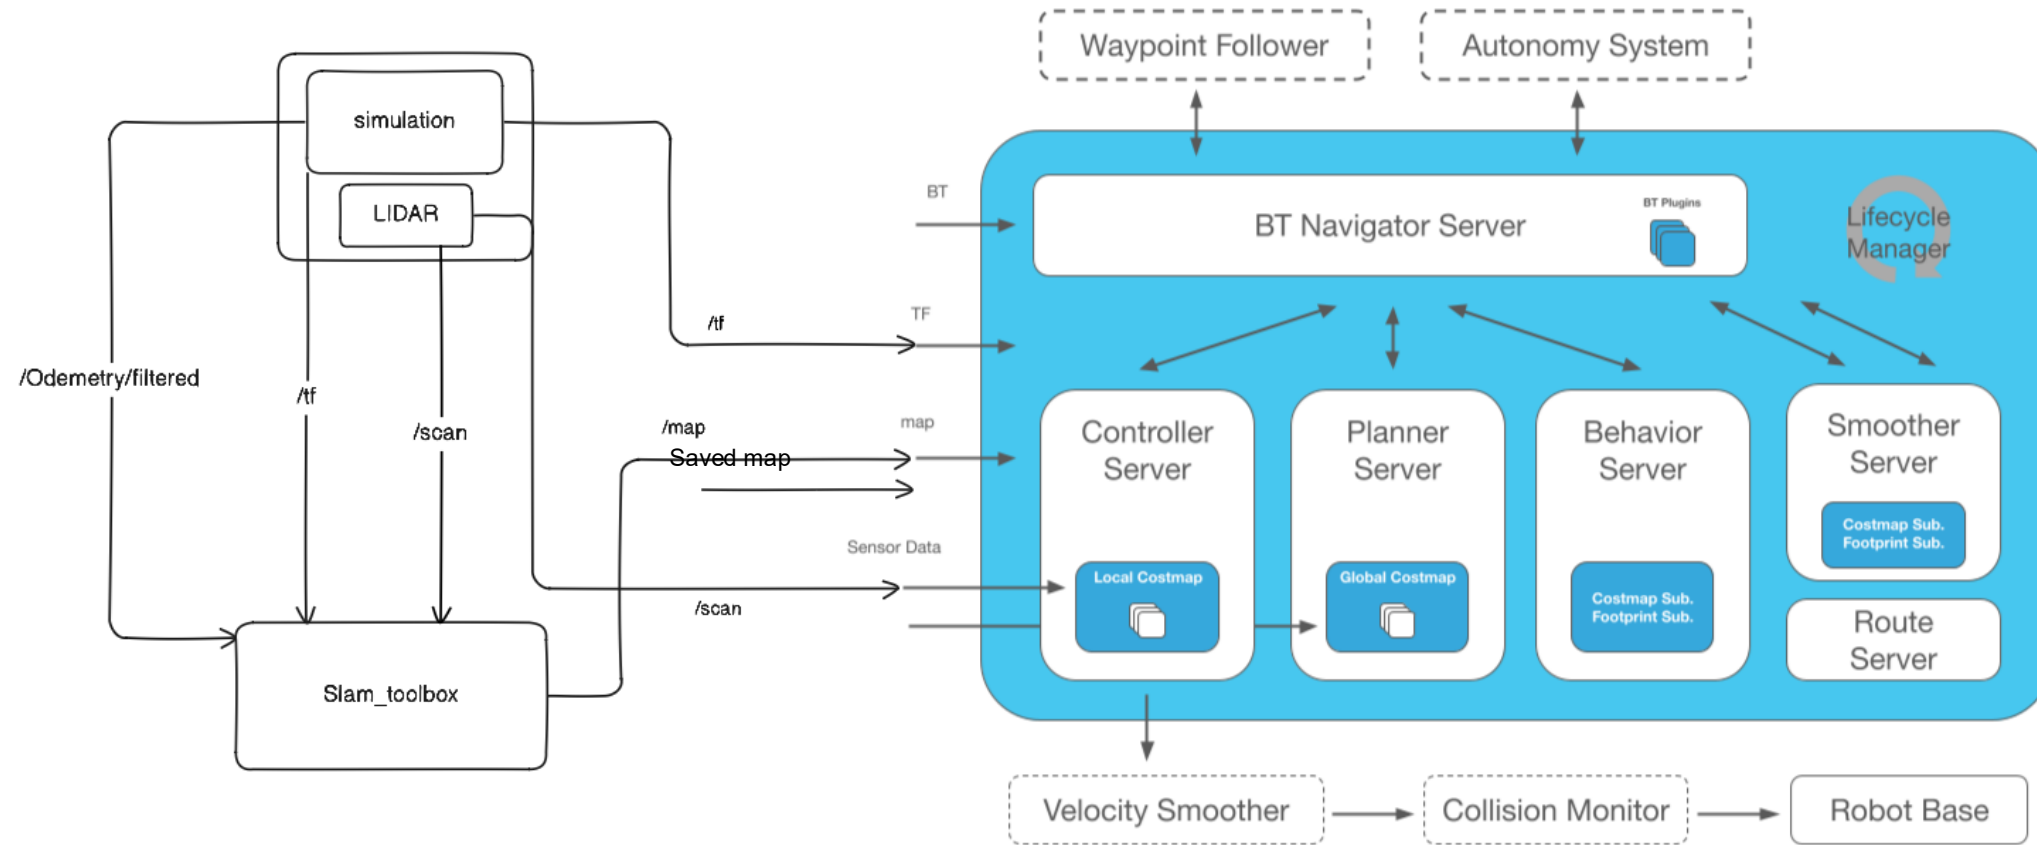 Waypoint Follower
Autonomy System
simulation
LIDAR
BT
BT Navigator Server
BT Plugins
Lifecycle
Manager
TF
/tf
/Odemetry/filtered
/tf
/scan
/map
Saved map
map
Controller
Server
Planner
Server
Behavior
Server
Smoother
Server
Costmap Sub.
Footprint Sub.
Sensor Data
/scan
Local Costmap
Global Costmap
Costmap Sub.
Footprint Sub.
Route
Server
Slam_toolbox
Velocity Smoother
Collision Monitor
Robot Base